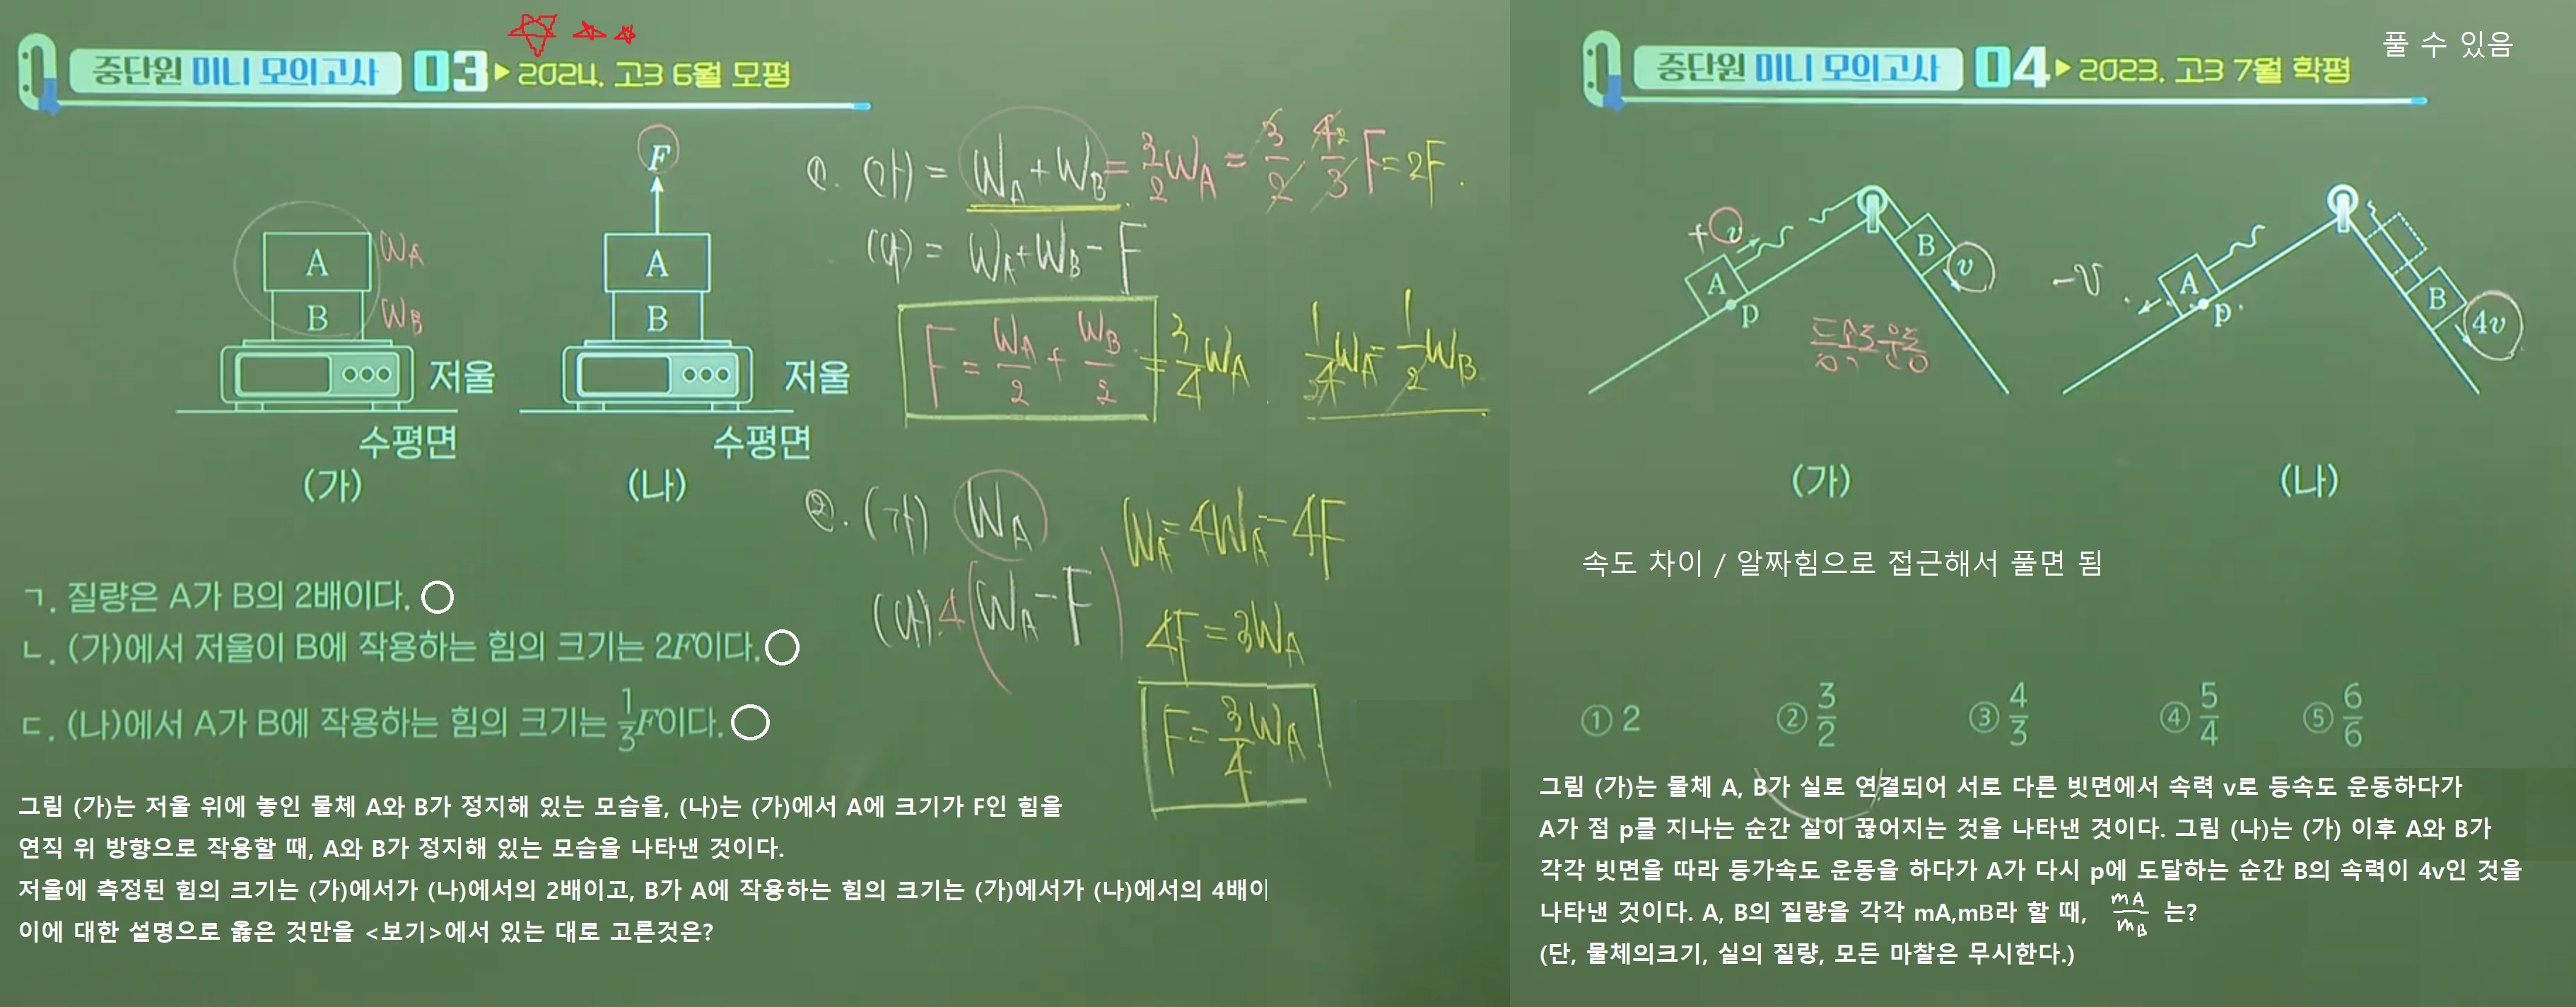 중단원 미니 모의고사 03 ▶ 2024. 고3 6월 모평
F
A
B
W_A
W_B
저울
수평면
(가)
A
B
저울
수평면
(나)
①. (가) = W_A + W_B = 3/2 W_A = 3/2 · 4/3 F = 2F.
2
(나) = W_A + W_B - F
F = W_A/2 + W_B/2 = 3/4 W_A
1/4 W_A = 1/2 W_B
②. (가) W_A
(나). 4(W_A - F)
W_A = 4W_A - 4F
4F = 3W_A
F = 3/4 W_A
ㄱ. 질량은 A가 B의 2배이다.
ㄴ. (가)에서 저울이 B에 작용하는 힘의 크기는 2F이다.
ㄷ. (나)에서 A가 B에 작용하는 힘의 크기는 1/3F이다.
그림 (가)는 저울 위에 놓인 물체 A와 B가 정지해 있는 모습을, (나)는 (가)에서 A에 크기가 F인 힘을
연직 위 방향으로 작용할 때, A와 B가 정지해 있는 모습을 나타낸 것이다.
저울에 측정된 힘의 크기는 (가)에서가 (나)에서의 2배이고, B가 A에 작용하는 힘의 크기는 (가)에서가 (나)에서의 4배이
이에 대한 설명으로 옳은 것만을 <보기>에서 있는 대로 고른것은?
중단원 미니 모의고사 04 ▶ 2023. 고3 7월 학평
풀 수 있음
+v
A
p
B
v
등속도 운동
(가)
-v
A
p
B
4v
(나)
속도 차이 / 알짜힘으로 접근해서 풀면 됨
① 2 ② 3/2 ③ 4/3 ④ 5/4 ⑤ 6/6
그림 (가)는 물체 A, B가 실로 연결되어 서로 다른 빗면에서 속력 v로 등속도 운동하다가
A가 점 p를 지나는 순간 실이 끊어지는 것을 나타낸 것이다. 그림 (나)는 (가) 이후 A와 B가
각각 빗면을 따라 등가속도 운동을 하다가 A가 다시 p에 도달하는 순간 B의 속력이 4v인 것을
나타낸 것이다. A, B의 질량을 각각 mA,mB라 할 때, mA/mB 는?
(단, 물체의크기, 실의 질량, 모든 마찰은 무시한다.)